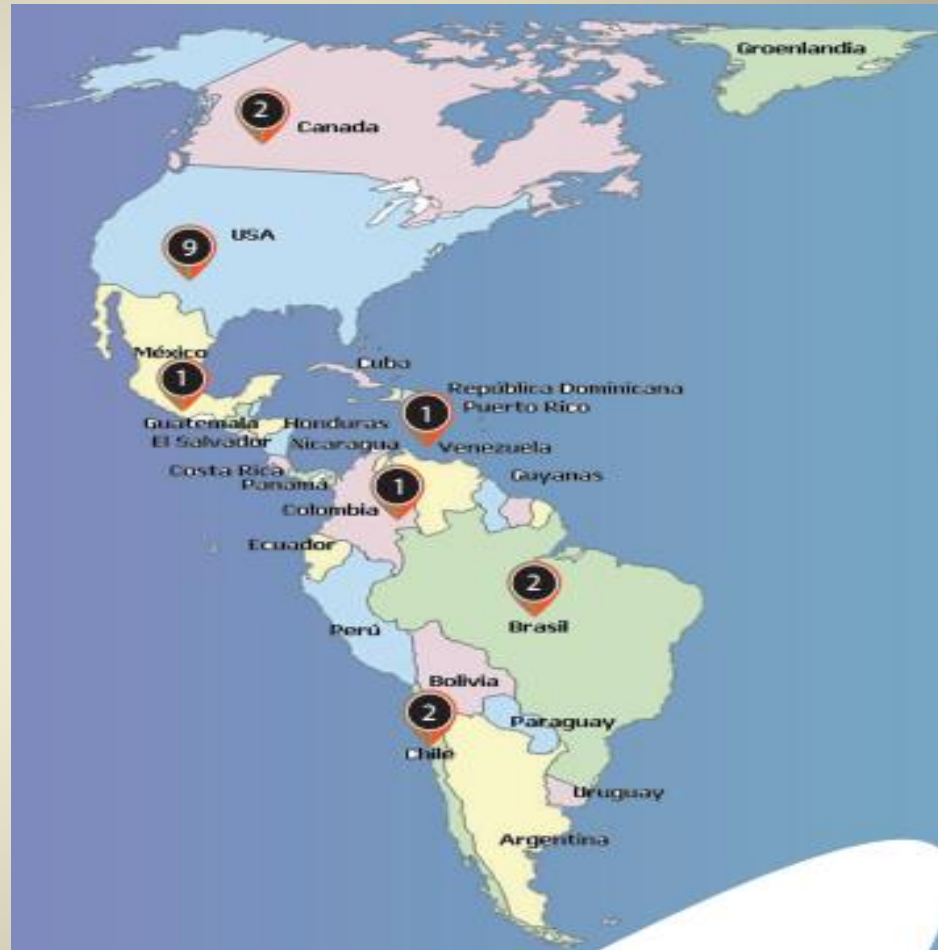 Groenlandia
2
Canada
9
USA
México
1
Cuba
República Dominicana
1
Puerto Rico
Guatemala
Honduras
El Salvador
Nicaragua
Venezuela
Costa Rica
Panamá
Guyanas
1
Colombia
Ecuador
2
Brasil
Perú
Bolivia
2
Paraguay
Chile
Uruguay
Argentina